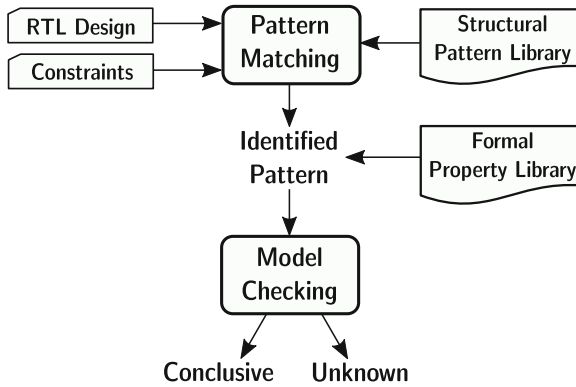 RTL Design
Constraints
Pattern
Matching
Structural
Pattern Library
Identified
Pattern
Formal
Property Library
Model
Checking
Conclusive
Unknown